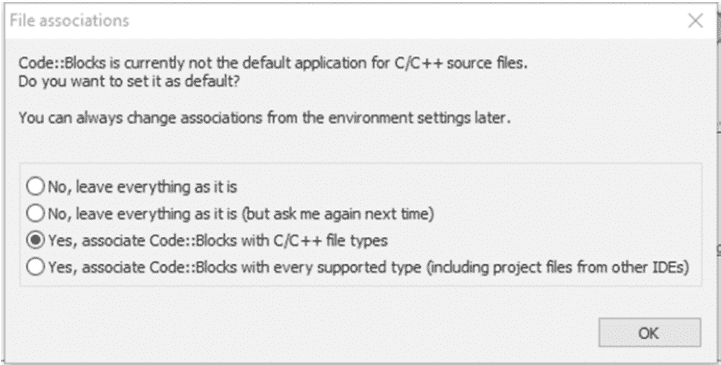 File associations
Code::Blocks is currently not the default application for C/C++ source files.
Do you want to set it as default?
You can always change associations from the environment settings later.
No, leave everything as it is
No, leave everything as it is (but ask me again next time)
Yes, associate Code::Blocks with C/C++ file types
Yes, associate Code::Blocks with every supported type (including project files from other IDEs)
OK